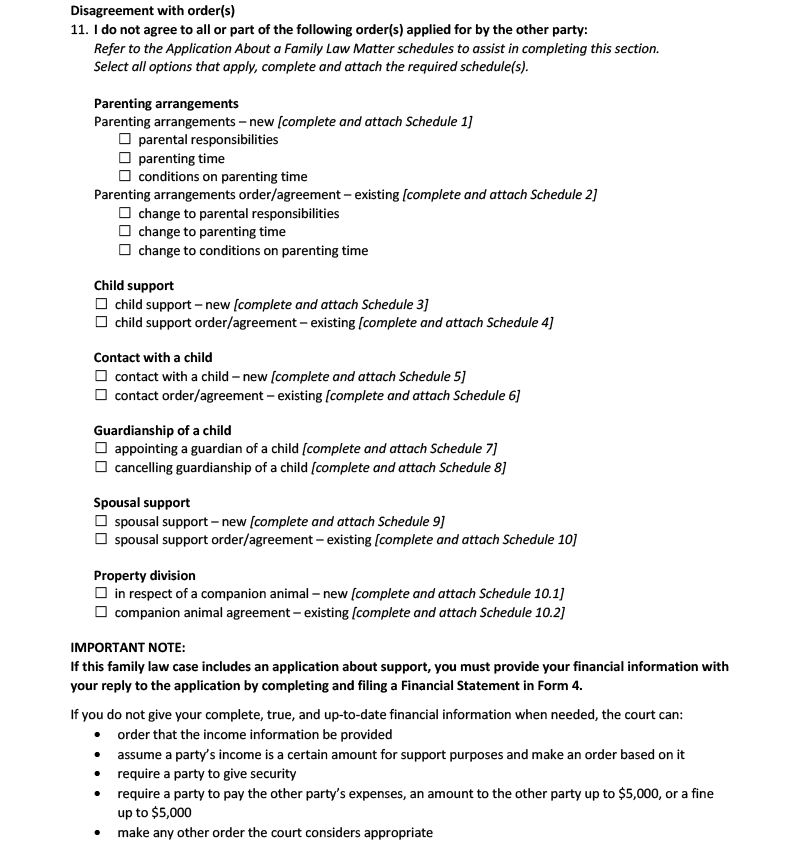 Disagreement with order(s)
11. I do not agree to all or part of the following order(s) applied for by the other party:
Refer to the Application About a Family Law Matter schedules to assist in completing this section.
Select all options that apply, complete and attach the required schedule(s).
Parenting arrangements
Parenting arrangements – new [complete and attach Schedule 1]
☐ parental responsibilities
☐ parenting time
☐ conditions on parenting time
Parenting arrangements order/agreement – existing [complete and attach Schedule 2]
☐ change to parental responsibilities
☐ change to parenting time
☐ change to conditions on parenting time
Child support
☐ child support – new [complete and attach Schedule 3]
☐ child support order/agreement – existing [complete and attach Schedule 4]
Contact with a child
☐ contact with a child – new [complete and attach Schedule 5]
☐ contact order/agreement – existing [complete and attach Schedule 6]
Guardianship of a child
☐ appointing a guardian of a child [complete and attach Schedule 7]
☐ cancelling guardianship of a child [complete and attach Schedule 8]
Spousal support
☐ spousal support – new [complete and attach Schedule 9]
☐ spousal support order/agreement – existing [complete and attach Schedule 10]
Property division
☐ in respect of a companion animal – new [complete and attach Schedule 10.1]
☐ companion animal agreement – existing [complete and attach Schedule 10.2]
IMPORTANT NOTE:
If this family law case includes an application about support, you must provide your financial information with
your reply to the application by completing and filing a Financial Statement in Form 4.
If you do not give your complete, true, and up-to-date financial information when needed, the court can:
• order that the income information be provided
• assume a party's income is a certain amount for support purposes and make an order based on it
• require a party to give security
• require a party to pay the other party's expenses, an amount to the other party up to $5,000, or a fine
up to $5,000
• make any other order the court considers appropriate